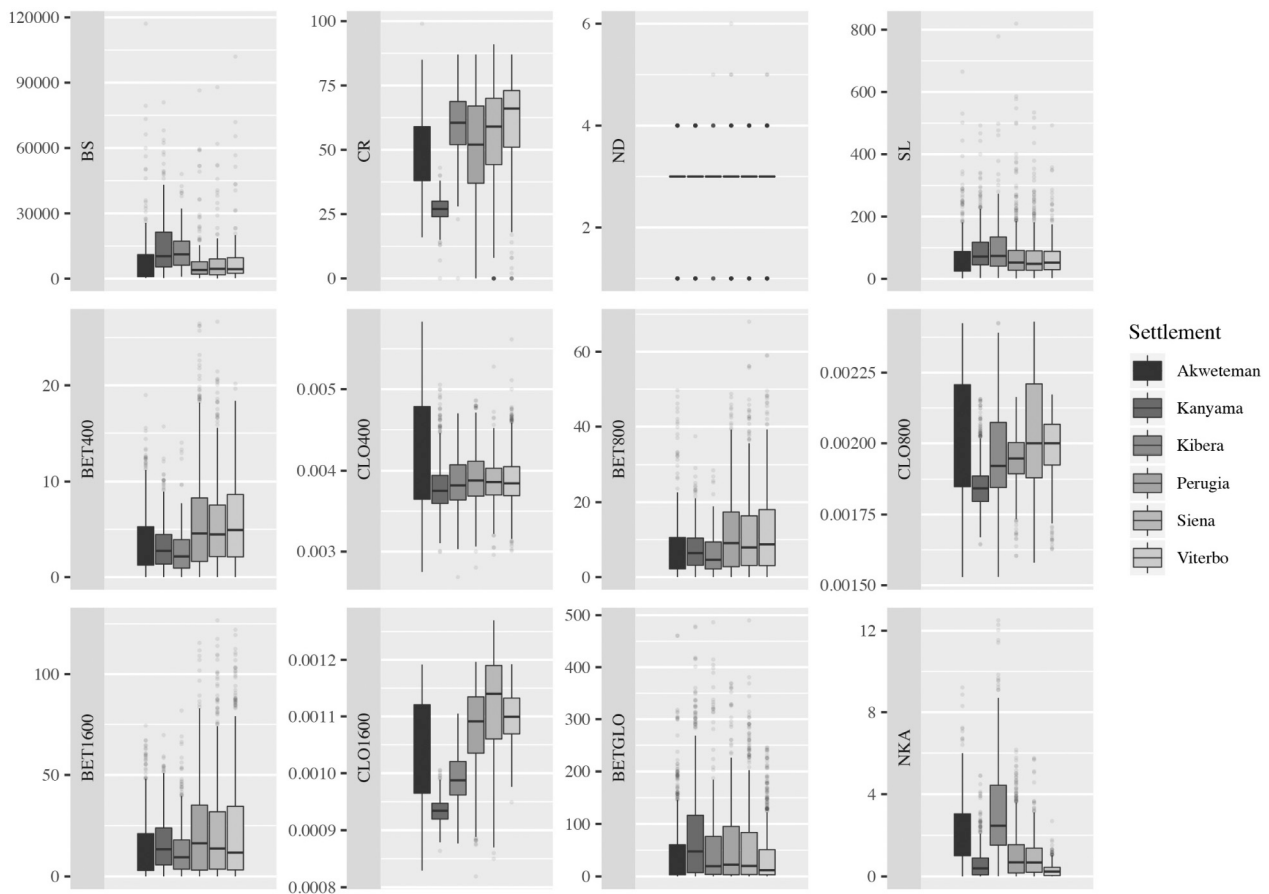 120000
90000
60000
30000
0
BS
100
75
50
25
0
CR
6
4
2
ND
800
600
400
200
0
SL
20
10
0
BET400
0.005
0.004
0.003
CLO400
60
40
20
0
BET800
0.00225
0.00200
0.00175
0.00150
CLO800
100
50
0
BET1600
0.0012
0.0011
0.0010
0.0009
0.0008
CLO1600
500
400
300
200
100
0
BETGLO
12
8
4
0
NKA
Settlement
Akweteman
Kanyama
Kibera
Perugia
Siena
Viterbo